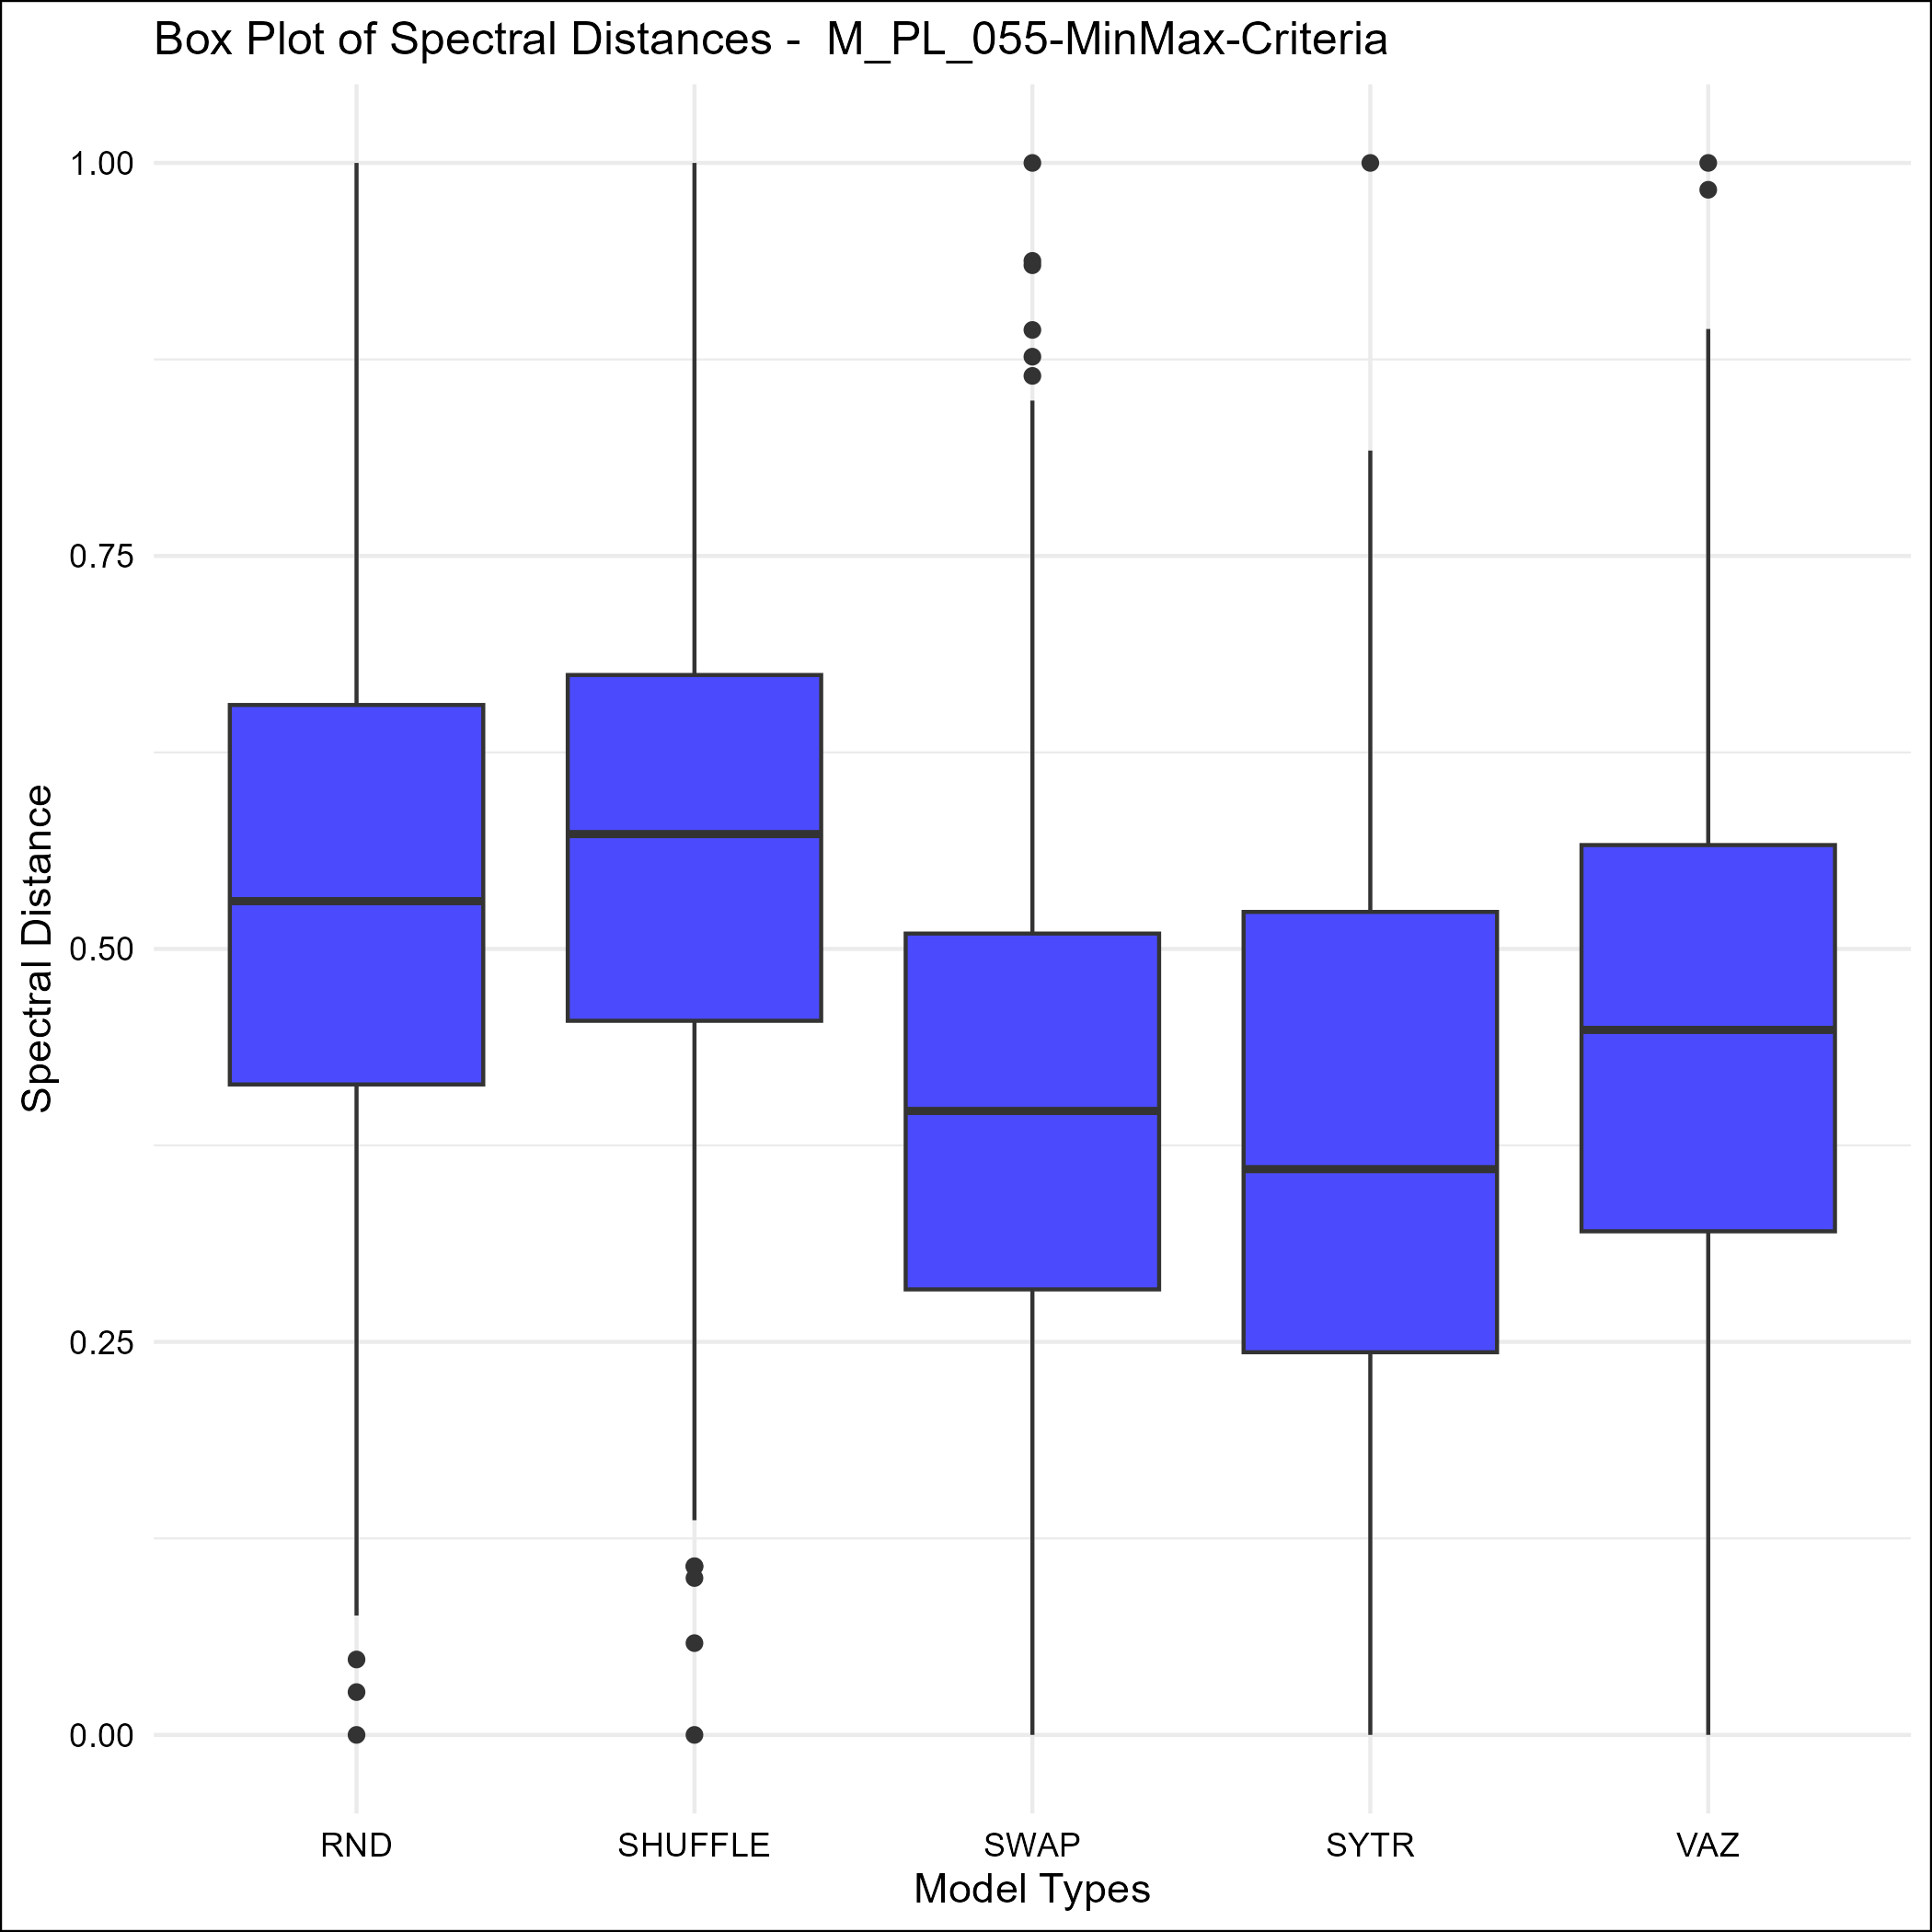 Box Plot of Spectral Distances -  M_PL_055-MinMax-Criteria
Spectral Distance
1.00
0.75
0.50
0.25
0.00
RND SHUFFLE SWAP SYTR VAZ
Model Types